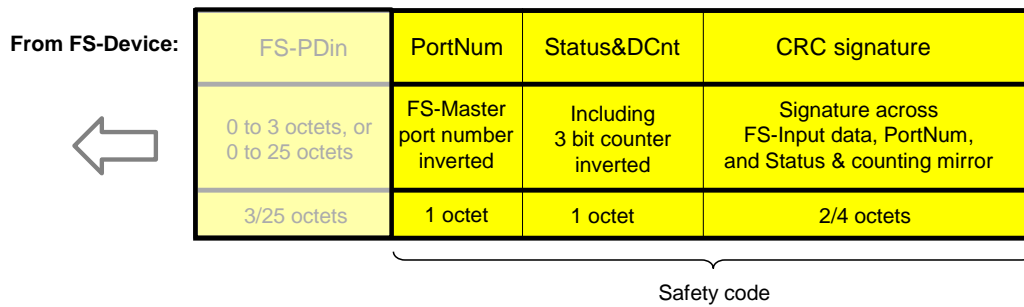 From FS-Device:
FS-PDin
PortNum
Status&DCnt
CRC signature
0 to 3 octets, or
0 to 25 octets
FS-Master
port number
inverted
Including
3 bit counter
inverted
Signature across
FS-Input data, PortNum,
and Status & counting mirror
3/25 octets
1 octet
1 octet
2/4 octets
Safety code